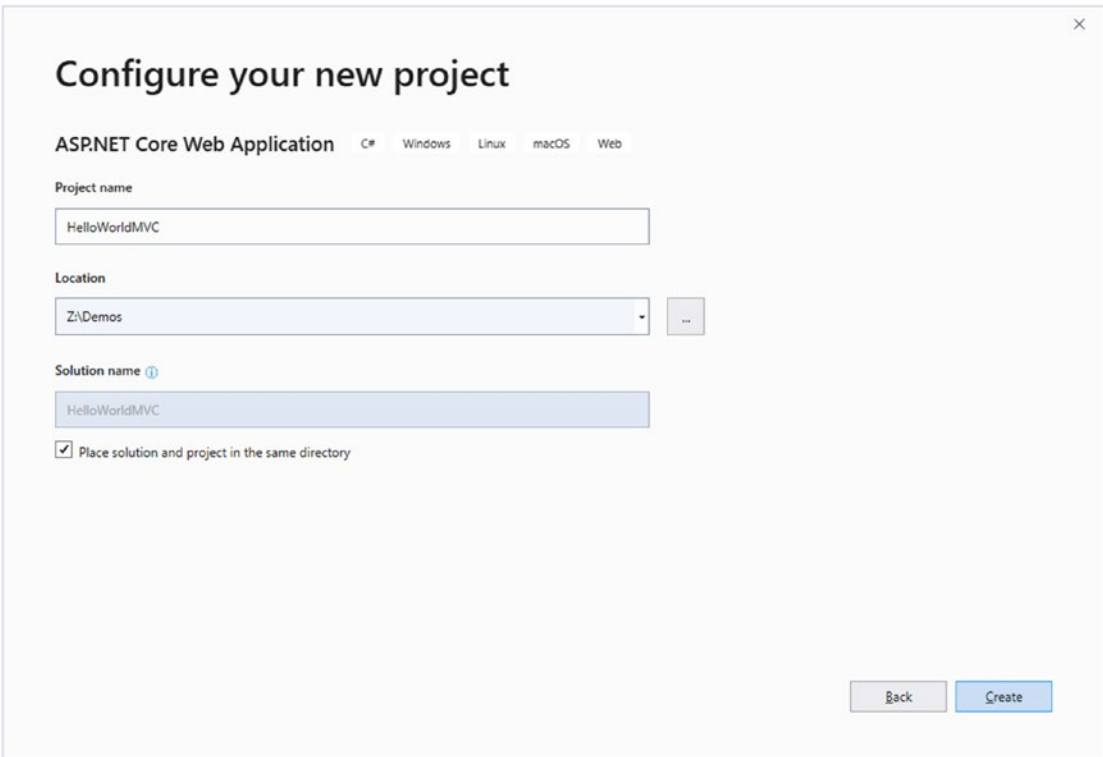 Configure your new project
ASP.NET Core Web Application C# Windows Linux macOS Web
Project name
HelloWorldMVC
Location
Z:\Demos
...
Solution name
HelloWorldMVC
Place solution and project in the same directory
Back Create